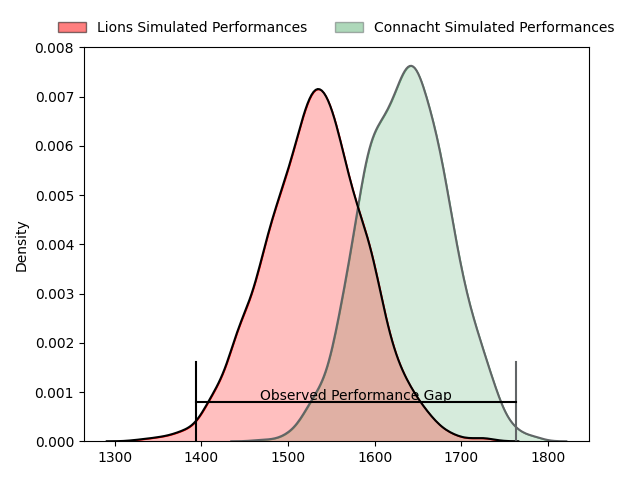 Lions Simulated Performances Connacht Simulated Performances
0.008
0.007
0.006
0.005
0.004
0.003
0.002
0.001
0.000
Density
Observed Performance Gap
1300 1400 1500 1600 1700 1800